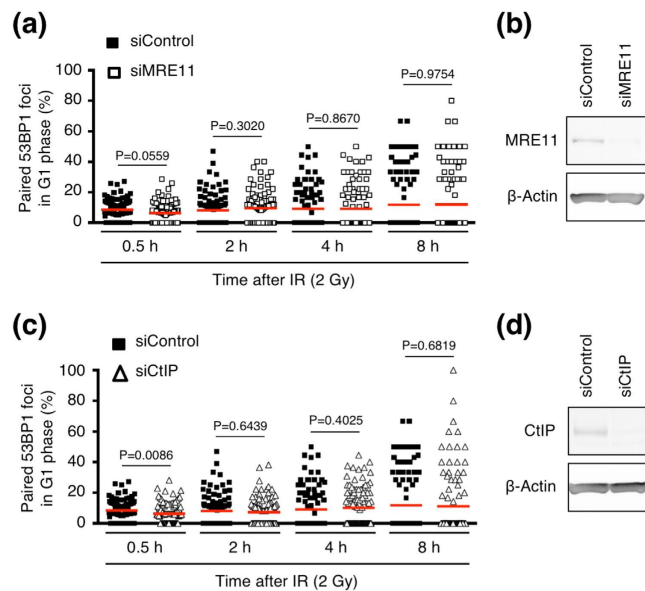 (a)
siControl
siMRE11
Paired 53BP1 foci
in G1 phase (%)
100
80
60
40
20
0
P=0.0559
P=0.3020
P=0.8670
P=0.9754
0.5 h
2 h
4 h
8 h
Time after IR (2 Gy)
(b)
siControl
siMRE11
MRE11
β-Actin
(c)
siControl
siCtIP
Paired 53BP1 foci
in G1 phase (%)
100
80
60
40
20
0
P=0.0086
P=0.6439
P=0.4025
P=0.6819
0.5 h
2 h
4 h
8 h
Time after IR (2 Gy)
(d)
siControl
siCtIP
CtIP
β-Actin